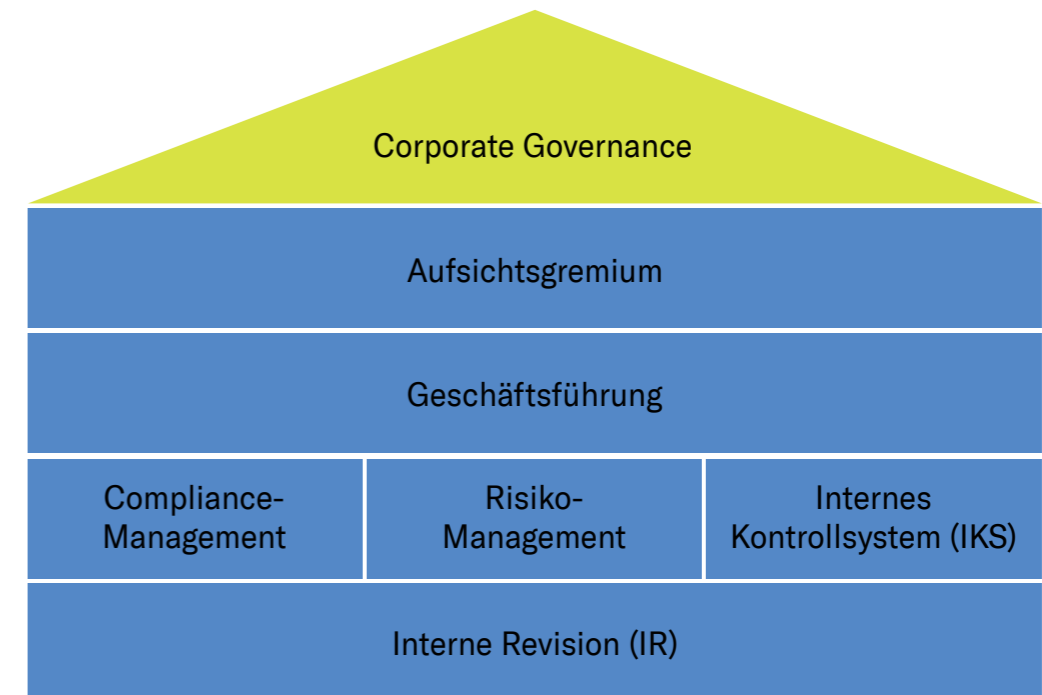 Corporate Governance
Aufsichtsgremium
Geschäftsführung
Compliance-
Management
Risiko-
Management
Internes
Kontrollsystem (IKS)
Interne Revision (IR)